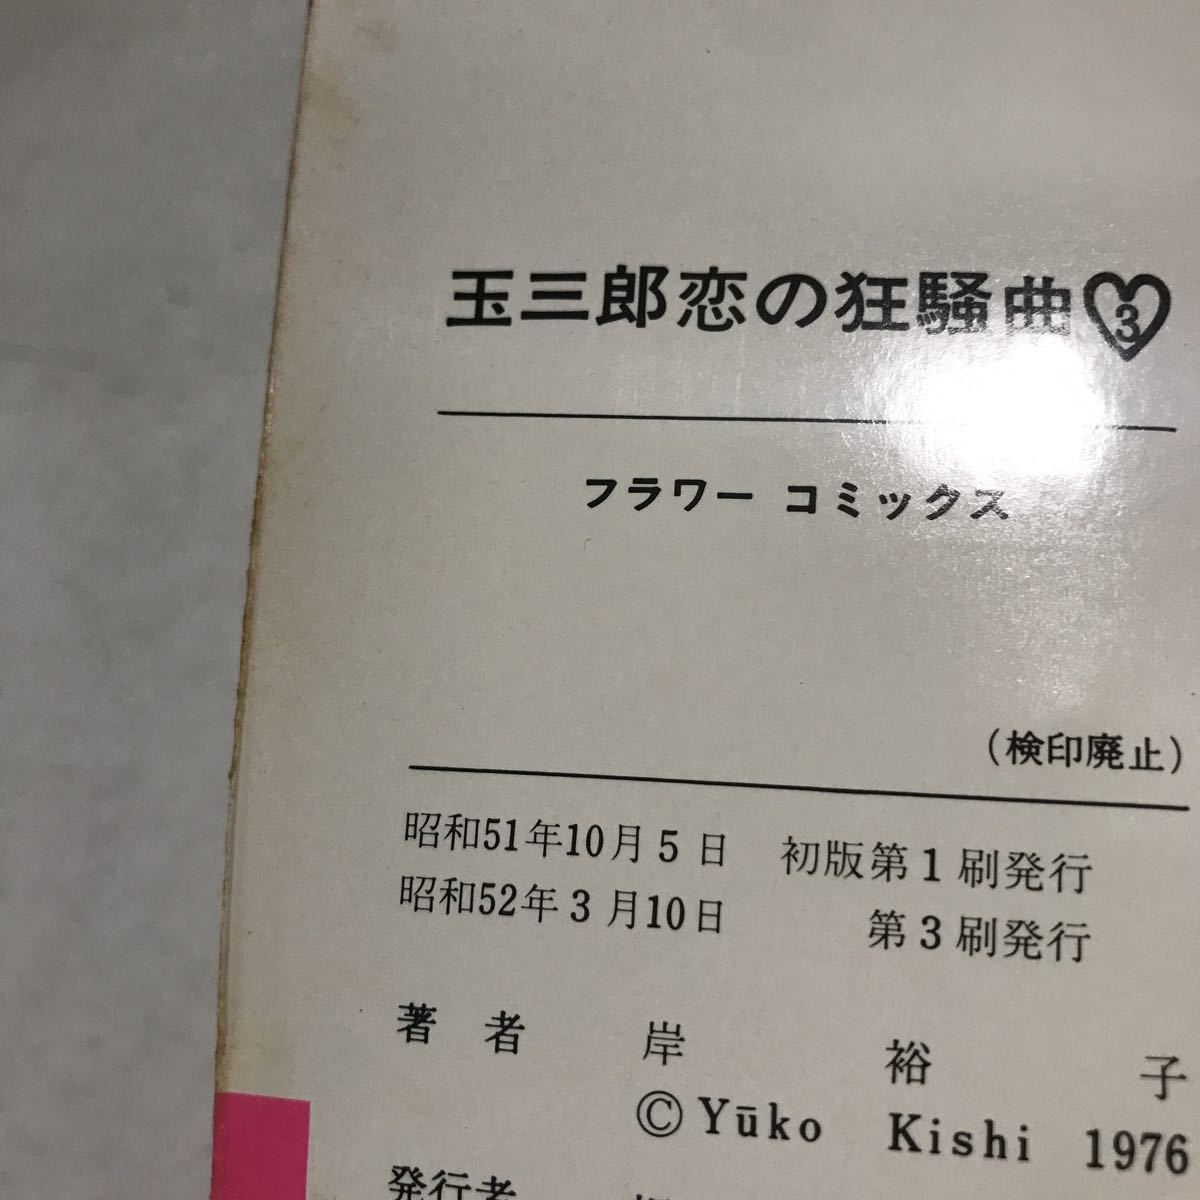 玉三郎恋の狂騒曲3
フラワー コミックス
(検印廃止)
昭和51年10月5日 初版第1刷発行
昭和52年3月10日 第3刷発行
著者 岸裕子
©Yūko Kishi 1976
発行者